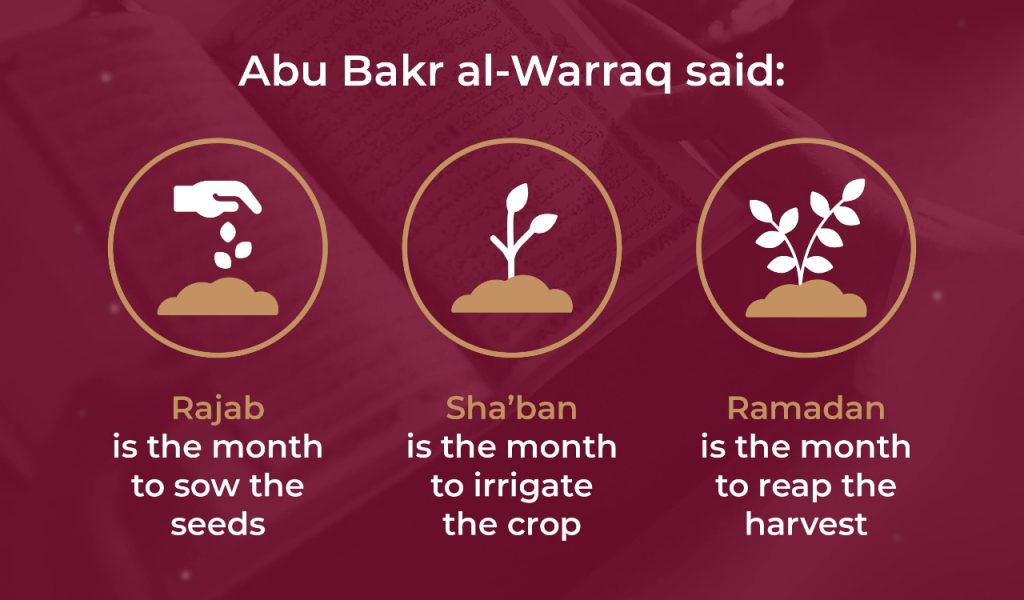 Abu Bakr al-Warraq said:
Rajab
is the month
to sow the
seeds
Sha’ban
is the month
to irrigate
the crop
Ramadan
is the month
to reap the
harvest